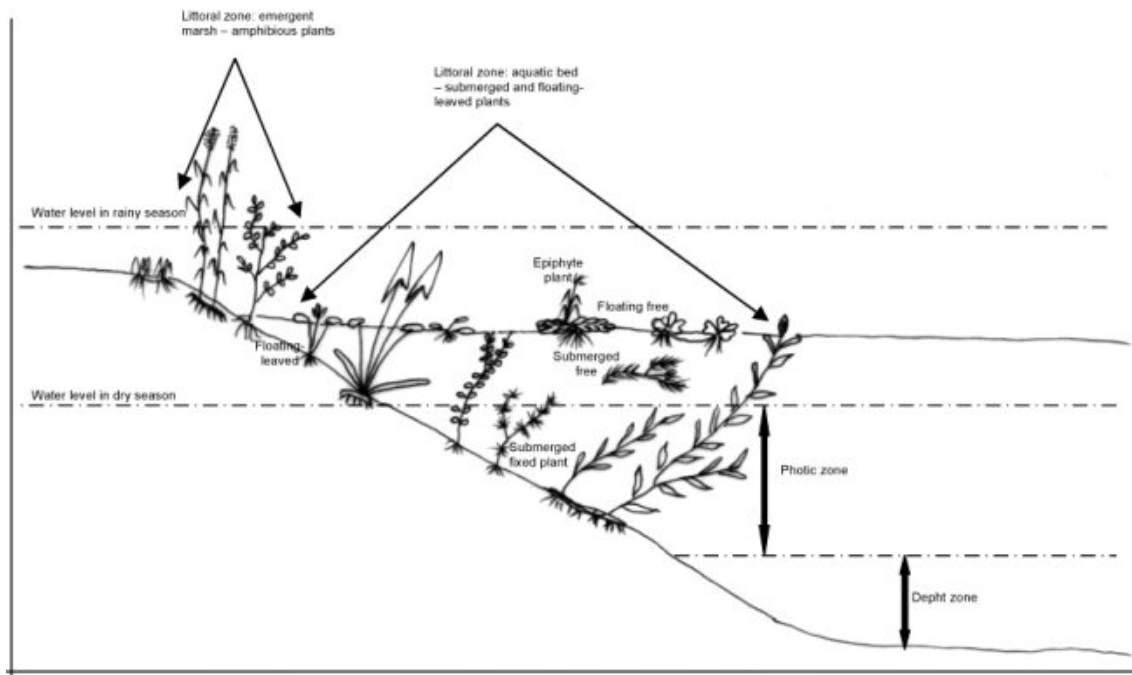 Littoral zone: emergent
marsh – amphibious plants
Littoral zone: aquatic bed
– submerged and floating-
leaved plants
Water level in rainy season
Epiphyte
plant
Floating free
Floating-
leaved
Submerged
free
Water level in dry season
Submerged
fixed plant
Photic zone
Depht zone